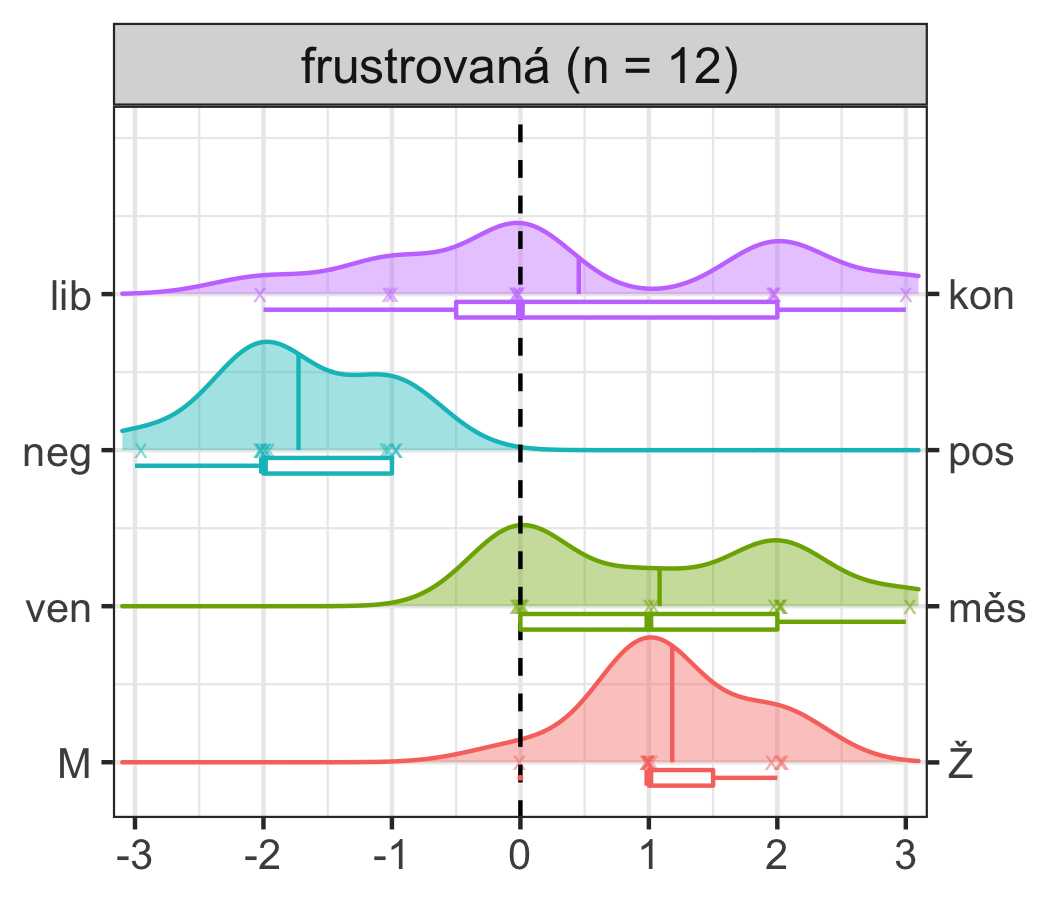 frustrovaná (n = 12)
lib kon
neg pos
ven měs
M Ž
-3 -2 -1 0 1 2 3